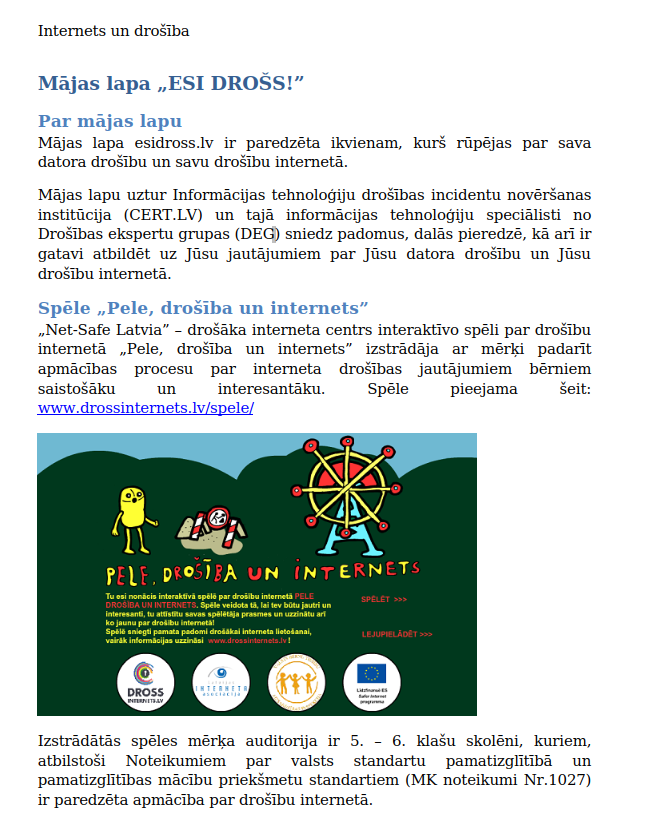 Internets un drošība
Mājas lapa „ESI DROŠS!”
Par mājas lapu
Mājas lapa esidross.lv ir paredzēta ikvienam, kurš rūpējas par sava
datora drošību un savu drošību internetā.
Mājas lapu uztur Informācijas tehnoloģiju drošības incidentu novēršanas
institūcija (CERT.LV) un tajā informācijas tehnoloģiju speciālisti no
Drošības ekspertu grupas (DEG) sniedz padomus, dalās pieredzē, kā arī ir
gatavi atbildēt uz Jūsu jautājumiem par Jūsu datora drošību un Jūsu
drošību internetā.
Spēle „Pele, drošība un internets”
„Net-Safe Latvia” – drošāka interneta centrs interaktīvo spēli par drošību
internetā „Pele, drošība un internets” izstrādāja ar mērķi padarīt
apmācības procesu par interneta drošības jautājumiem bērniem
saistošāku un interesantāku. Spēle pieejama šeit:
www.drossinternets.lv/spele/
PELE, DROŠĪBA UN INTERNETS
Tu esi nonācis interaktīvā spēlē par drošību internetā PELE
DROŠĪBA UN INTERNETS. Spēle veidota tā, lai tev būtu jautri un
interesanti, tu attīstītu savas spēlētāja prasmes un uzzinātu arī
ko jaunu par drošību internetā!
Spēlē sniegti pamata padomi drošākai interneta lietošanai,
vairāk informācijas uzzināsi www.drossinternets.lv !
SPĒLĒT >>>
LEJUPIELĀDĒT >>>
DROSS
INTERNETS.LV
LATVIJAS
INTERNETA
ASOCIĀCIJA
Līdzfinansē ES
Safer Internet
programma
Izstrādātās spēles mērķa auditorija ir 5. – 6. klašu skolēni, kuriem,
atbilstoši Noteikumiem par valsts standartu pamatizglītībā un
pamatizglītības mācību priekšmetu standartiem (MK noteikumi Nr.1027)
ir paredzēta apmācība par drošību internetā.